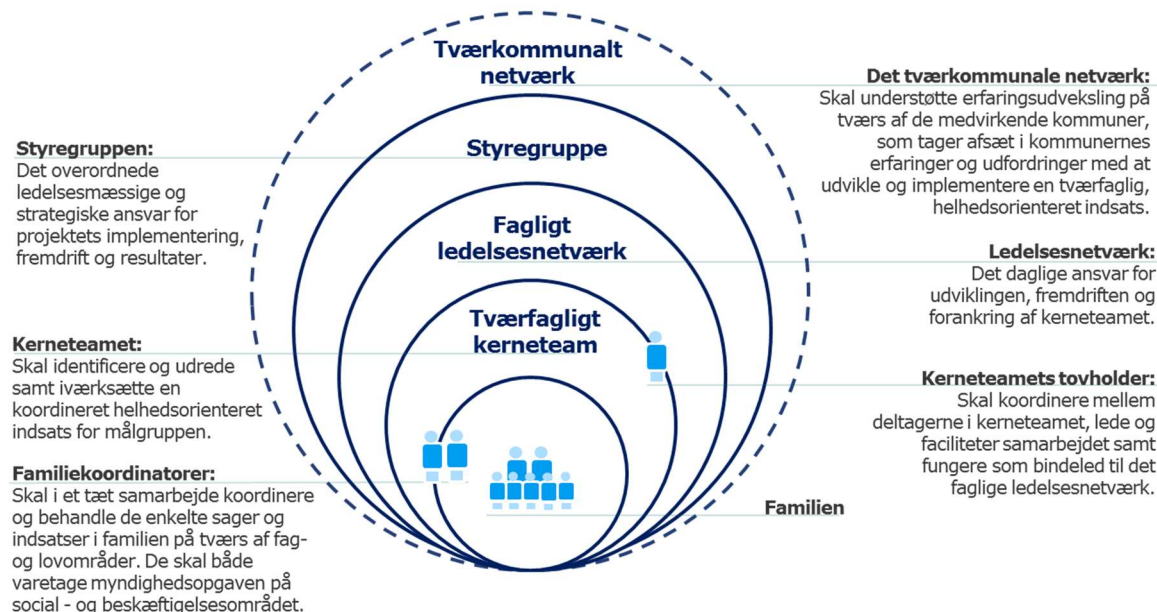 Tværkommunalt
netværk
Styregruppe
Fagligt
ledelsesnetværk
Tværfagligt
kerneteam
Styregruppen:
Det overordnede
ledelsesmæssige og
strategiske ansvar for
projektets implementering,
fremdrift og resultater.
Kerneteamet:
Skal identificere og udrede
samt iværksætte en
koordineret helhedsorienteret
indsats for målgruppen.
Familiekoordinatorer:
Skal i et tæt samarbejde koordinere
og behandle de enkelte sager og
indsatser i familien på tværs af fag-
og lovområder. De skal både
varetage myndighedsopgaven på
social - og beskæftigelsesområdet.
Det tværkommunale netværk:
Skal understøtte erfaringsudveksling på
tværs af de medvirkende kommuner,
som tager afsæt i kommunernes
erfaringer og udfordringer med at
udvikle og implementere en tværfaglig,
helhedsorienteret indsats.
Ledelsesnetværk:
Det daglige ansvar for
udviklingen, fremdriften og
forankring af kerneteamet.
Kerneteamets tovholder:
Skal koordinere mellem
deltagerne i kerneteamet, lede og
faciliteter samarbejdet samt
fungere som bindeled til det
faglige ledelsesnetværk.
Familien